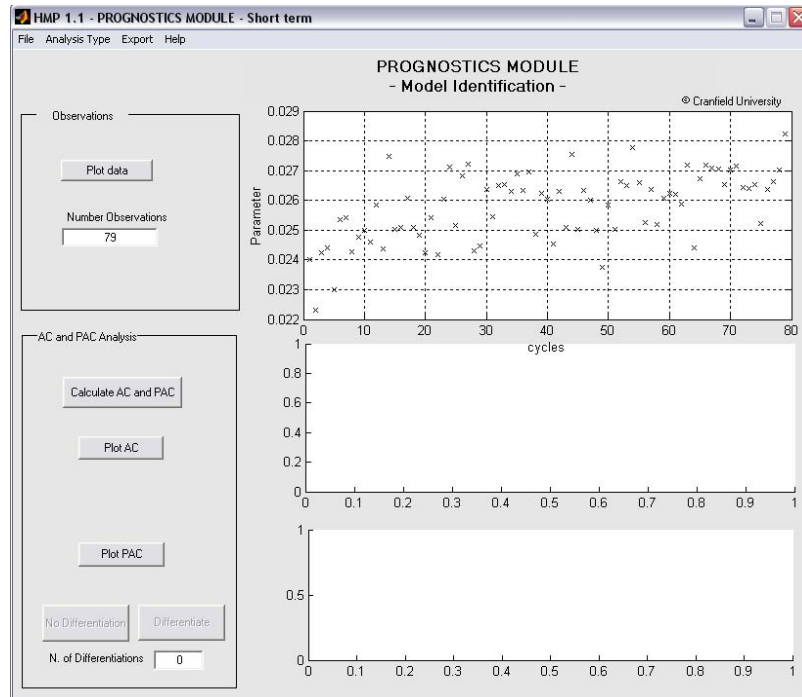 HMP 1.1 - PROGNOSTICS MODULE - Short term
File Analysis Type Export Help
PROGNOSTICS MODULE
- Model Identification -
© Cranfield University
Observations
Plot data
Number Observations
79
0.029
0.028
0.027
0.026
0.025
0.024
0.023
0.022
Parameter
0 10 20 30 40 50 60 70 80
cycles
AC and PAC Analysis
Calculate AC and PAC
Plot AC
Plot PAC
No Differentiation Differentiate
N. of Differentiations 0
1
0.8
0.6
0.4
0.2
0
0 0.1 0.2 0.3 0.4 0.5 0.6 0.7 0.8 0.9 1
1
0.5
0
0 0.1 0.2 0.3 0.4 0.5 0.6 0.7 0.8 0.9 1